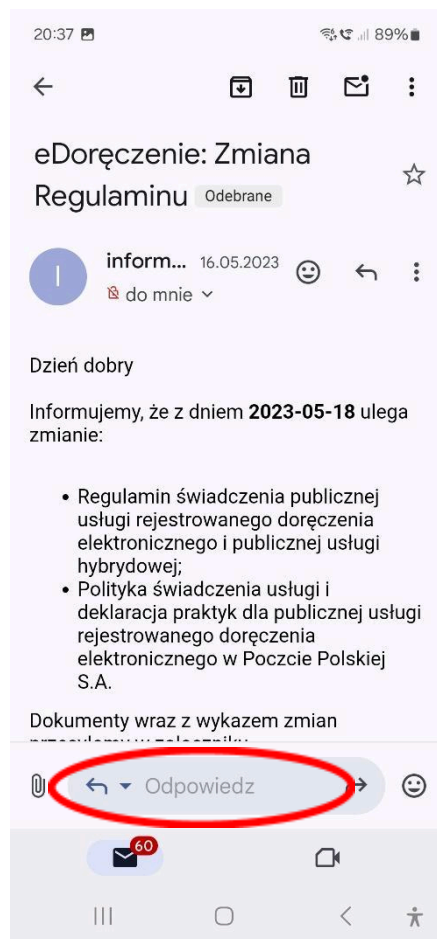 20:37 89%
eDoręczenie: Zmiana
Regulaminu Odebrane
I inform... 16.05.2023
do mnie
Dzień dobry
Informujemy, że z dniem 2023-05-18 ulega
zmianie:
• Regulamin świadczenia publicznej
usługi rejestrowanego doręczenia
elektronicznego i publicznej usługi
hybrydowej;
• Polityka świadczenia usługi i
deklaracja praktyk dla publicznej usługi
rejestrowanego doręczenia
elektronicznego w Poczcie Polskiej
S.A.
Dokumenty wraz z wykazem zmian
Odpowiedz
60